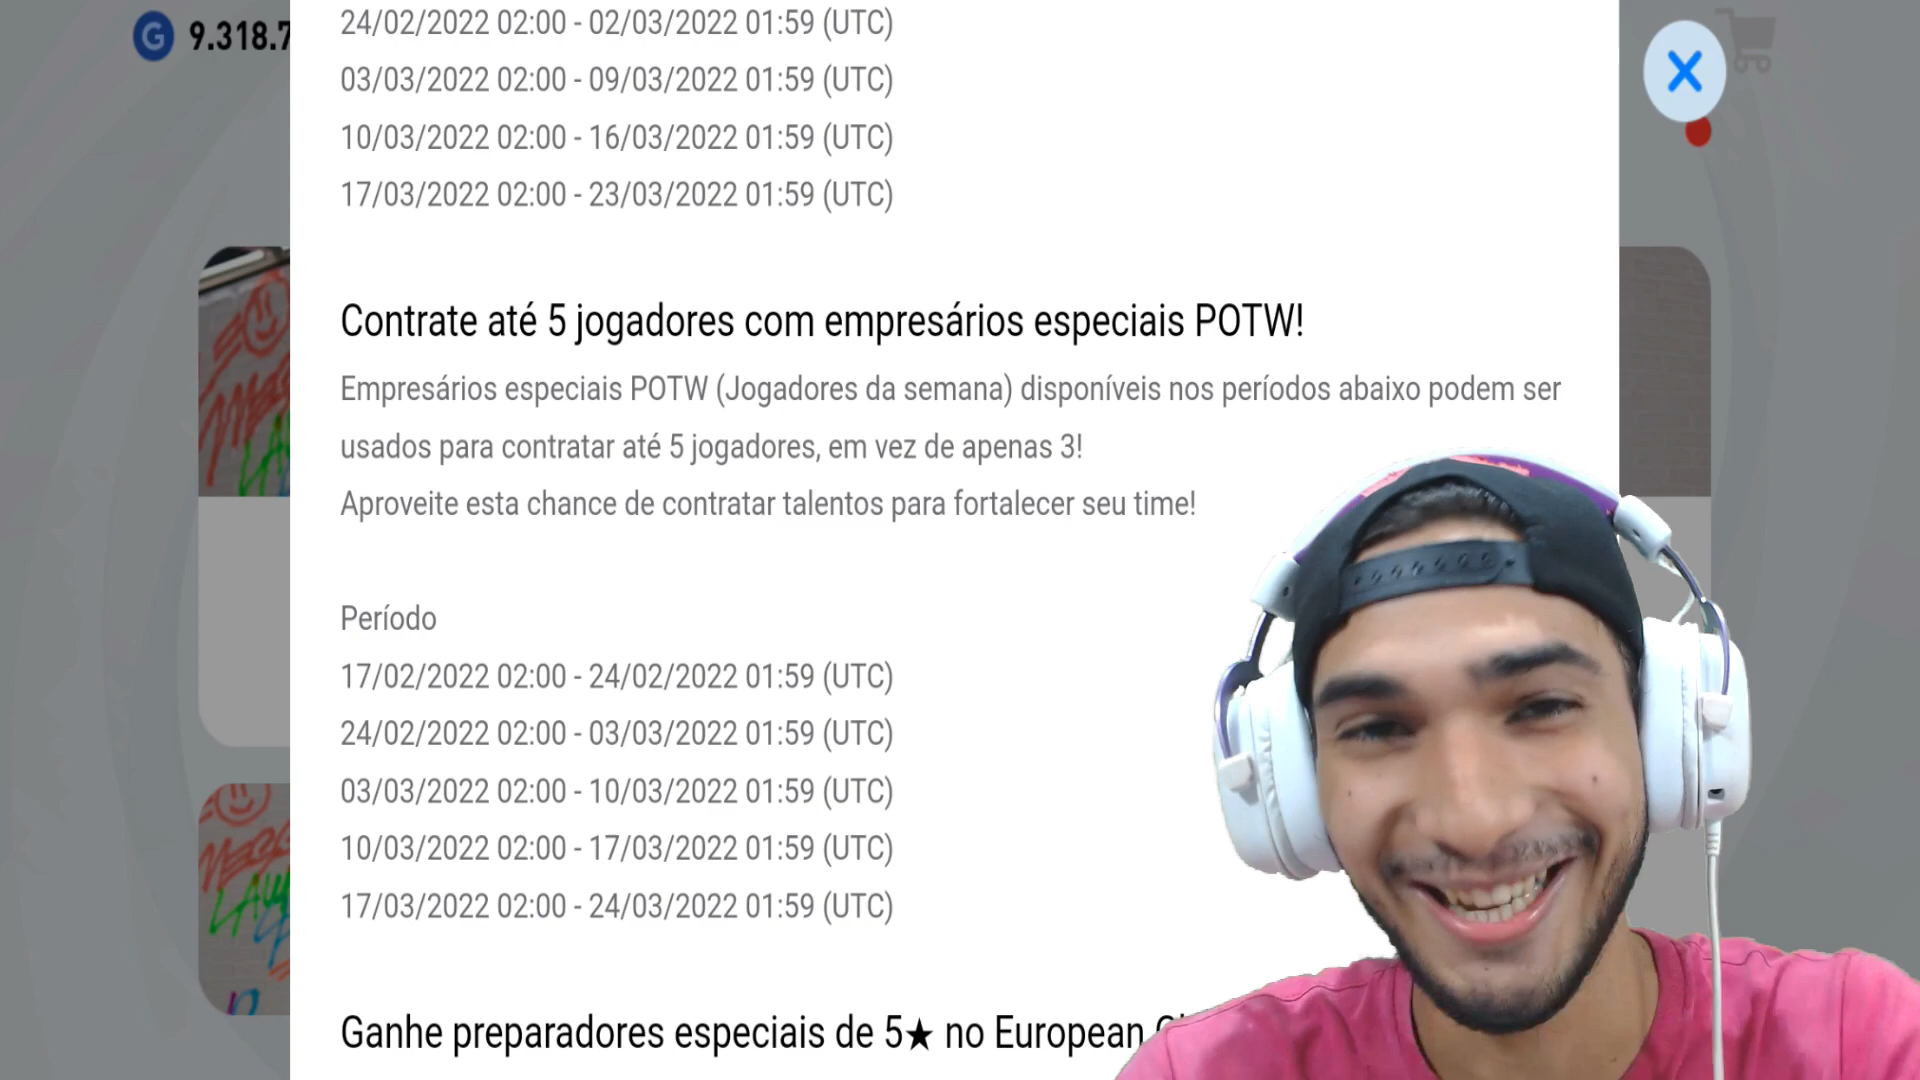 9.318.7
24/02/2022 02:00 - 02/03/2022 01:59 (UTC)
03/03/2022 02:00 - 09/03/2022 01:59 (UTC)
10/03/2022 02:00 - 16/03/2022 01:59 (UTC)
17/03/2022 02:00 - 23/03/2022 01:59 (UTC)
Contrate até 5 jogadores com empresários especiais POTW!
Empresários especiais POTW (Jogadores da semana) disponíveis nos períodos abaixo podem ser
usados para contratar até 5 jogadores, em vez de apenas 3!
Aproveite esta chance de contratar talentos para fortalecer seu time!
Período
17/02/2022 02:00 - 24/02/2022 01:59 (UTC)
24/02/2022 02:00 - 03/03/2022 01:59 (UTC)
03/03/2022 02:00 - 10/03/2022 01:59 (UTC)
10/03/2022 02:00 - 17/03/2022 01:59 (UTC)
17/03/2022 02:00 - 24/03/2022 01:59 (UTC)
Ganhe preparadores especiais de 5★ no European